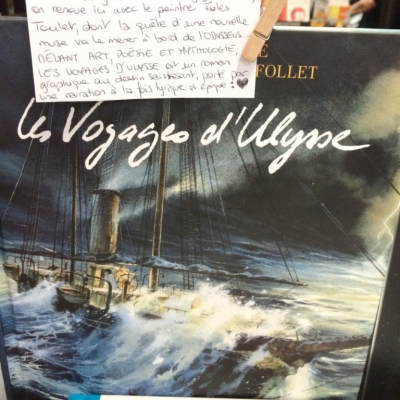 on renoue ici avec le peintre Jules
Toulet, dont la quête d'une nouvelle
muse va le mener à bord de l'ODYSSEUS...
MÊLANT ART, POÉSIE ET MYTHOLOGIE,
LES VOYAGES D'ULYSSE est un roman
graphique au dessin saisissant, porté par
une narration à la fois lyrique et épique !
E
FOLLET
Les Voyages d'Ulysse